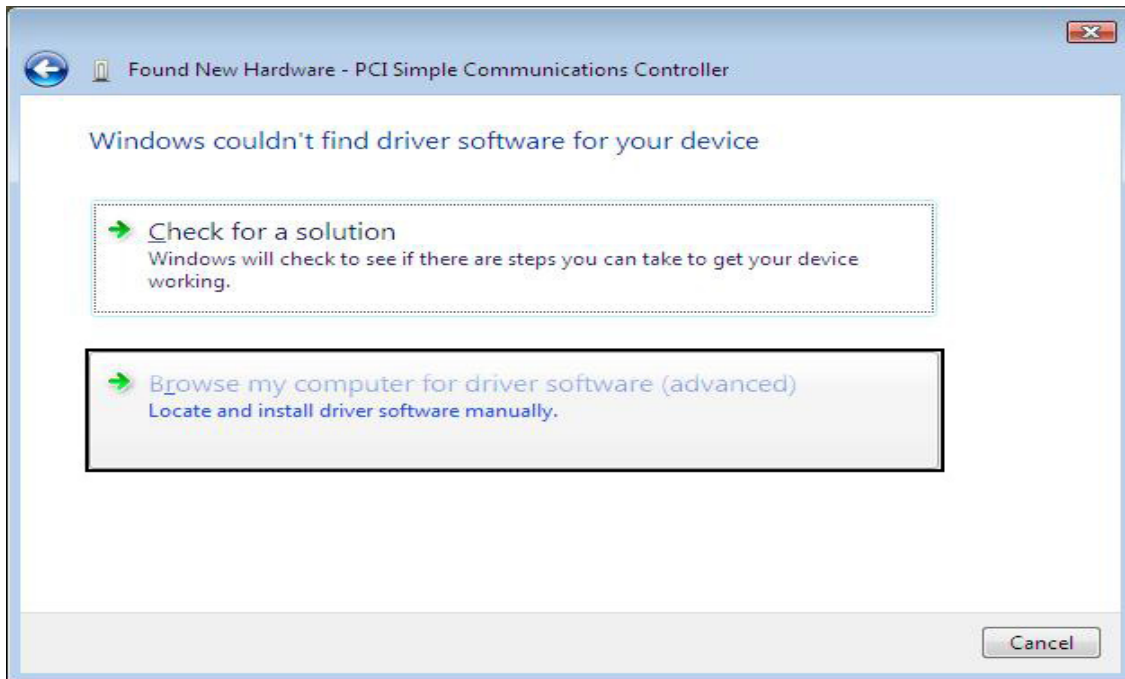 Found New Hardware - PCI Simple Communications Controller
Windows couldn't find driver software for your device
Check for a solution
Windows will check to see if there are steps you can take to get your device
working.
Browse my computer for driver software (advanced)
Locate and install driver software manually.
Cancel